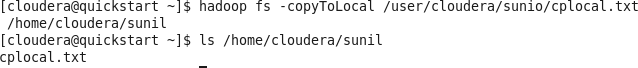 [cloudera@quickstart ~]$ hadoop fs -copyToLocal /user/cloudera/sunio/cplocal.txt
 /home/cloudera/sunil
[cloudera@quickstart ~]$ ls /home/cloudera/sunil
cplocal.txt